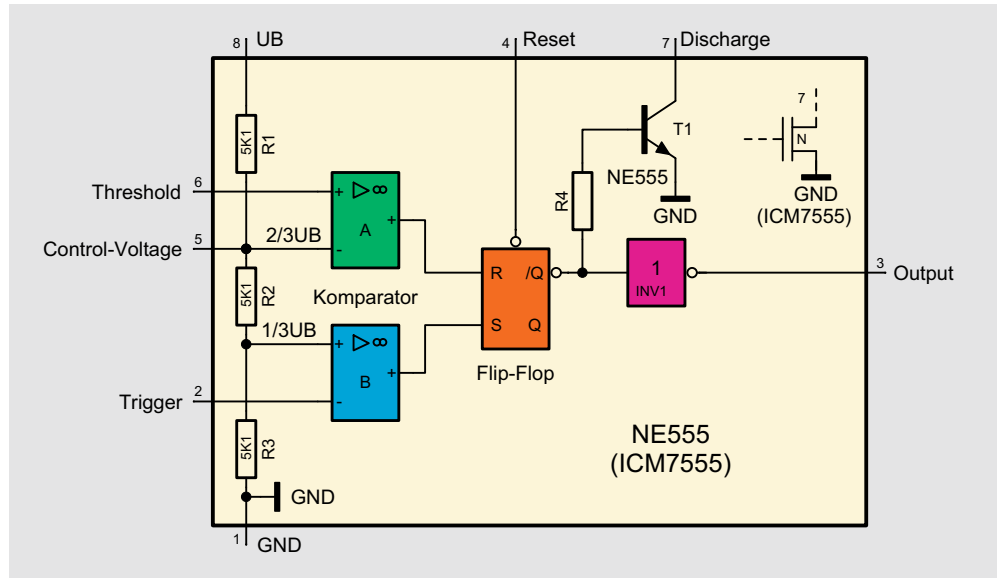 8 UB
4 Reset
7 Discharge
5K1 R1
T1
7
N
NE555
GND
GND
(ICM7555)
R4
Threshold 6
+ ▷ ∞
A
+
-
Control-Voltage 5
2/3UB
R /Q
S Q
Flip-Flop
1
INV1
3 Output
5K1 R2
Komparator
1/3UB
+ ▷ ∞
B
+
-
Trigger 2
5K1 R3
NE555
(ICM7555)
GND
1 GND